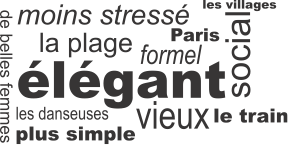 de belles femmes
moins stressé
les villages
la plage
formel
Paris
social
élégant
les danseuses
vieux
le train
plus simple